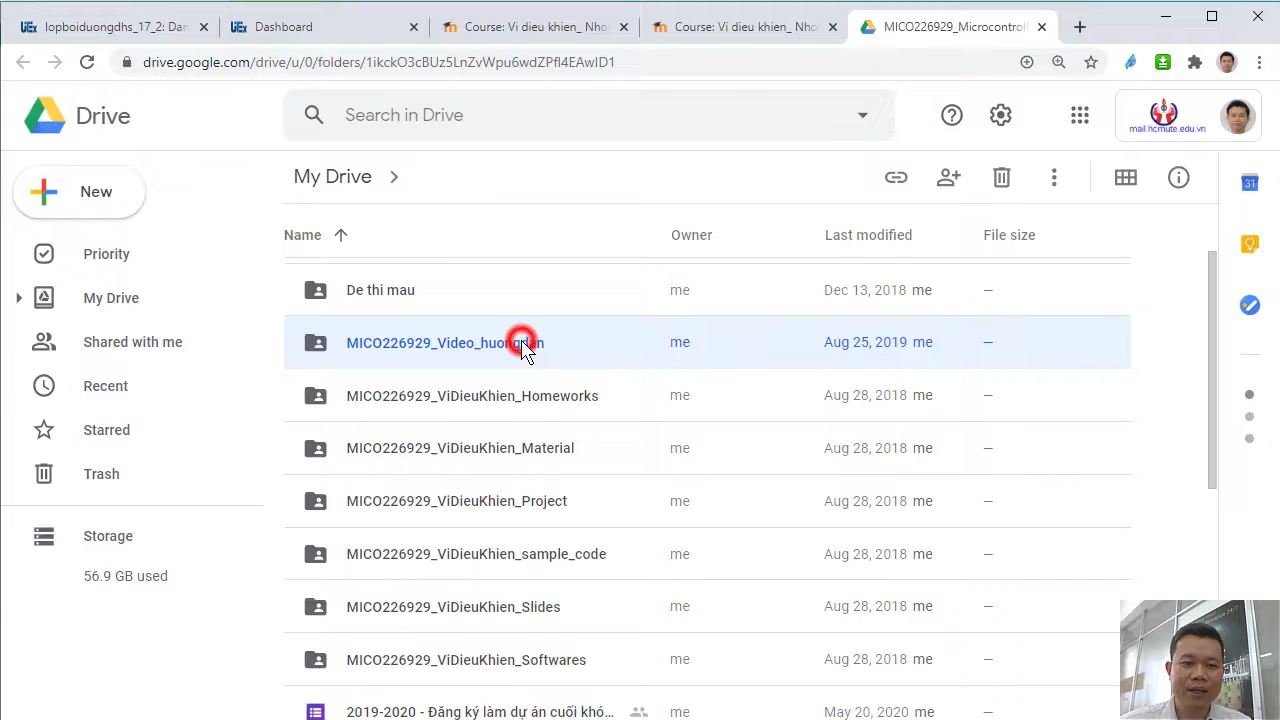 lopboiduongdhs_17_2: Dan
Dashboard
Course: Vi dieu khien_ Nho
Course: Vi dieu khien_ Nho
MICO226929_Microcontroll
drive.google.com/drive/u/0/folders/
Drive
Search in Drive
mail.hcmute.edu.vn
New
My Drive
Name
Owner
Last modified
File size
31
Priority
My Drive
Shared with me
Recent
Starred
Trash
Storage
56.9 GB used
De thi mau me Dec 13, 2018 me –
MICO226929_Video_huongdan me Aug 25, 2019 me –
MICO226929_ViDieuKhien_Homeworks me Aug 28, 2018 me –
MICO226929_ViDieuKhien_Material me Aug 28, 2018 me –
MICO226929_ViDieuKhien_Project me Aug 28, 2018 me –
MICO226929_ViDieuKhien_sample_code me Aug 28, 2018 me –
MICO226929_ViDieuKhien_Slides me Aug 28, 2018 me –
MICO226929_ViDieuKhien_Softwares me Aug 28, 2018 me –
2019-2020 - Đăng ký làm dự án cuối khó... me May 20, 2020 me –